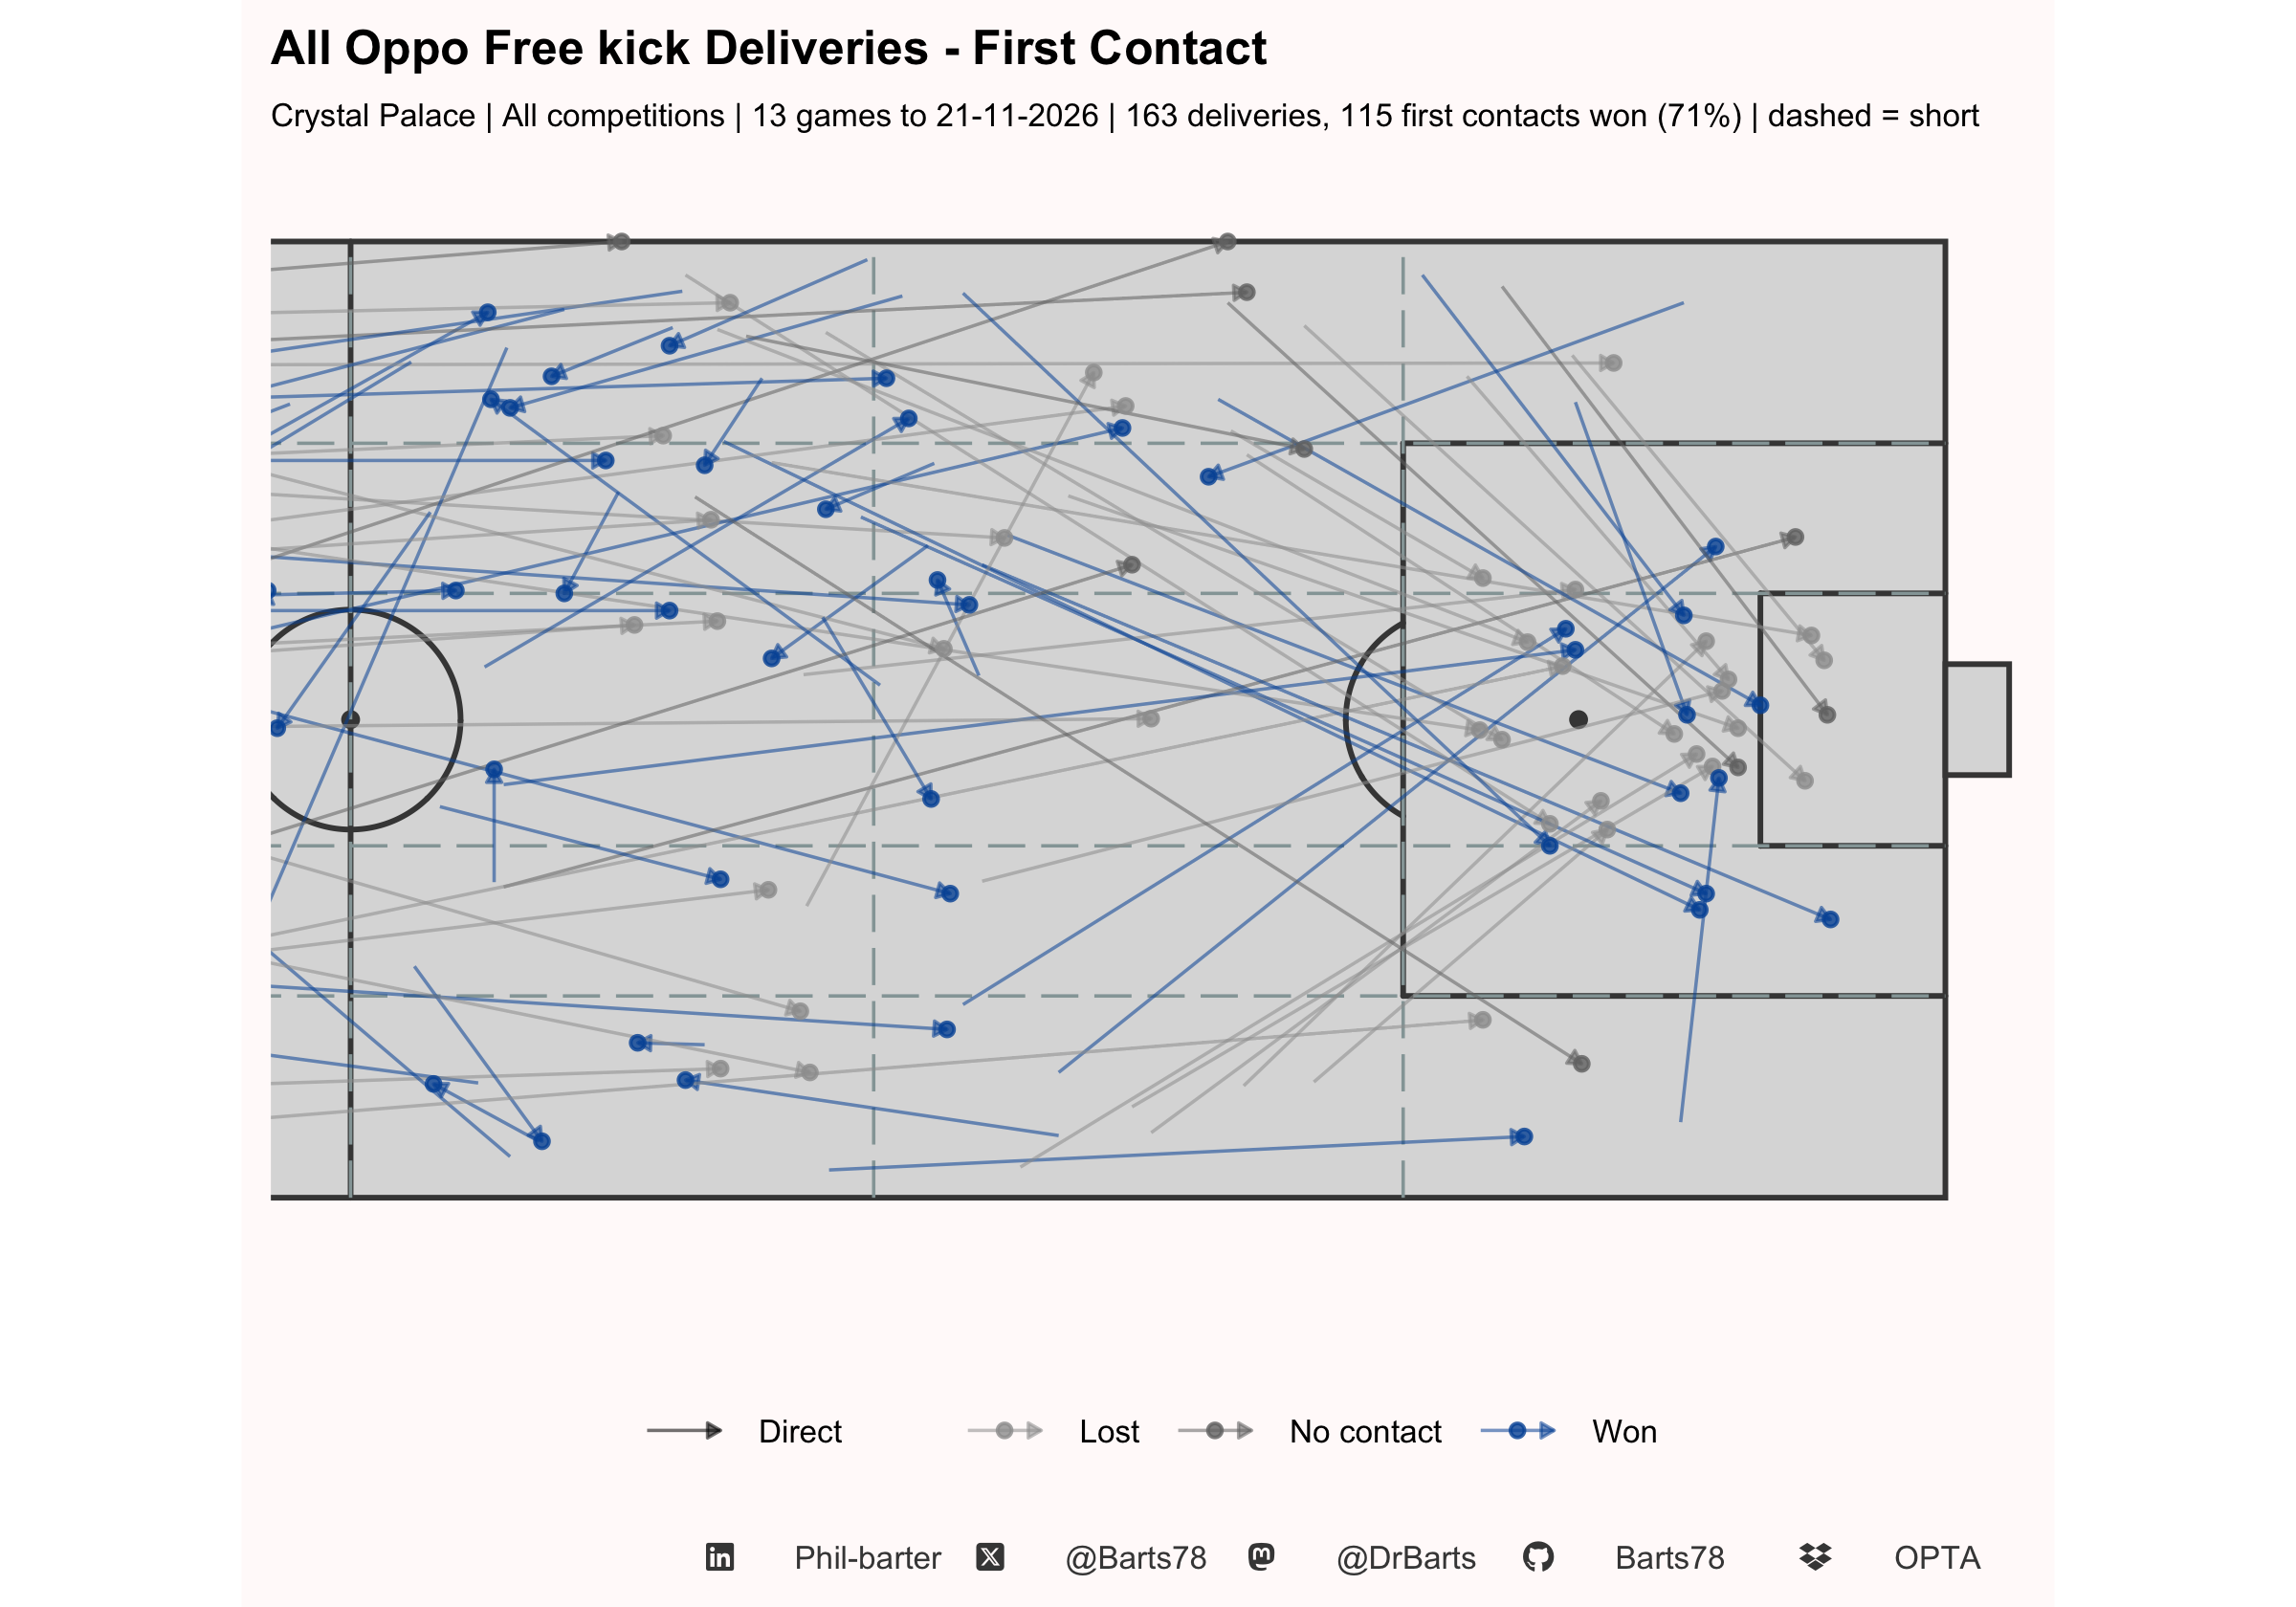 All Oppo Free kick Deliveries - First Contact
Crystal Palace | All competitions | 13 games to 21-11-2026 | 163 deliveries, 115 first contacts won (71%) | dashed = short
Direct Lost No contact Won
Phil-barter @Barts78 @DrBarts Barts78 OPTA